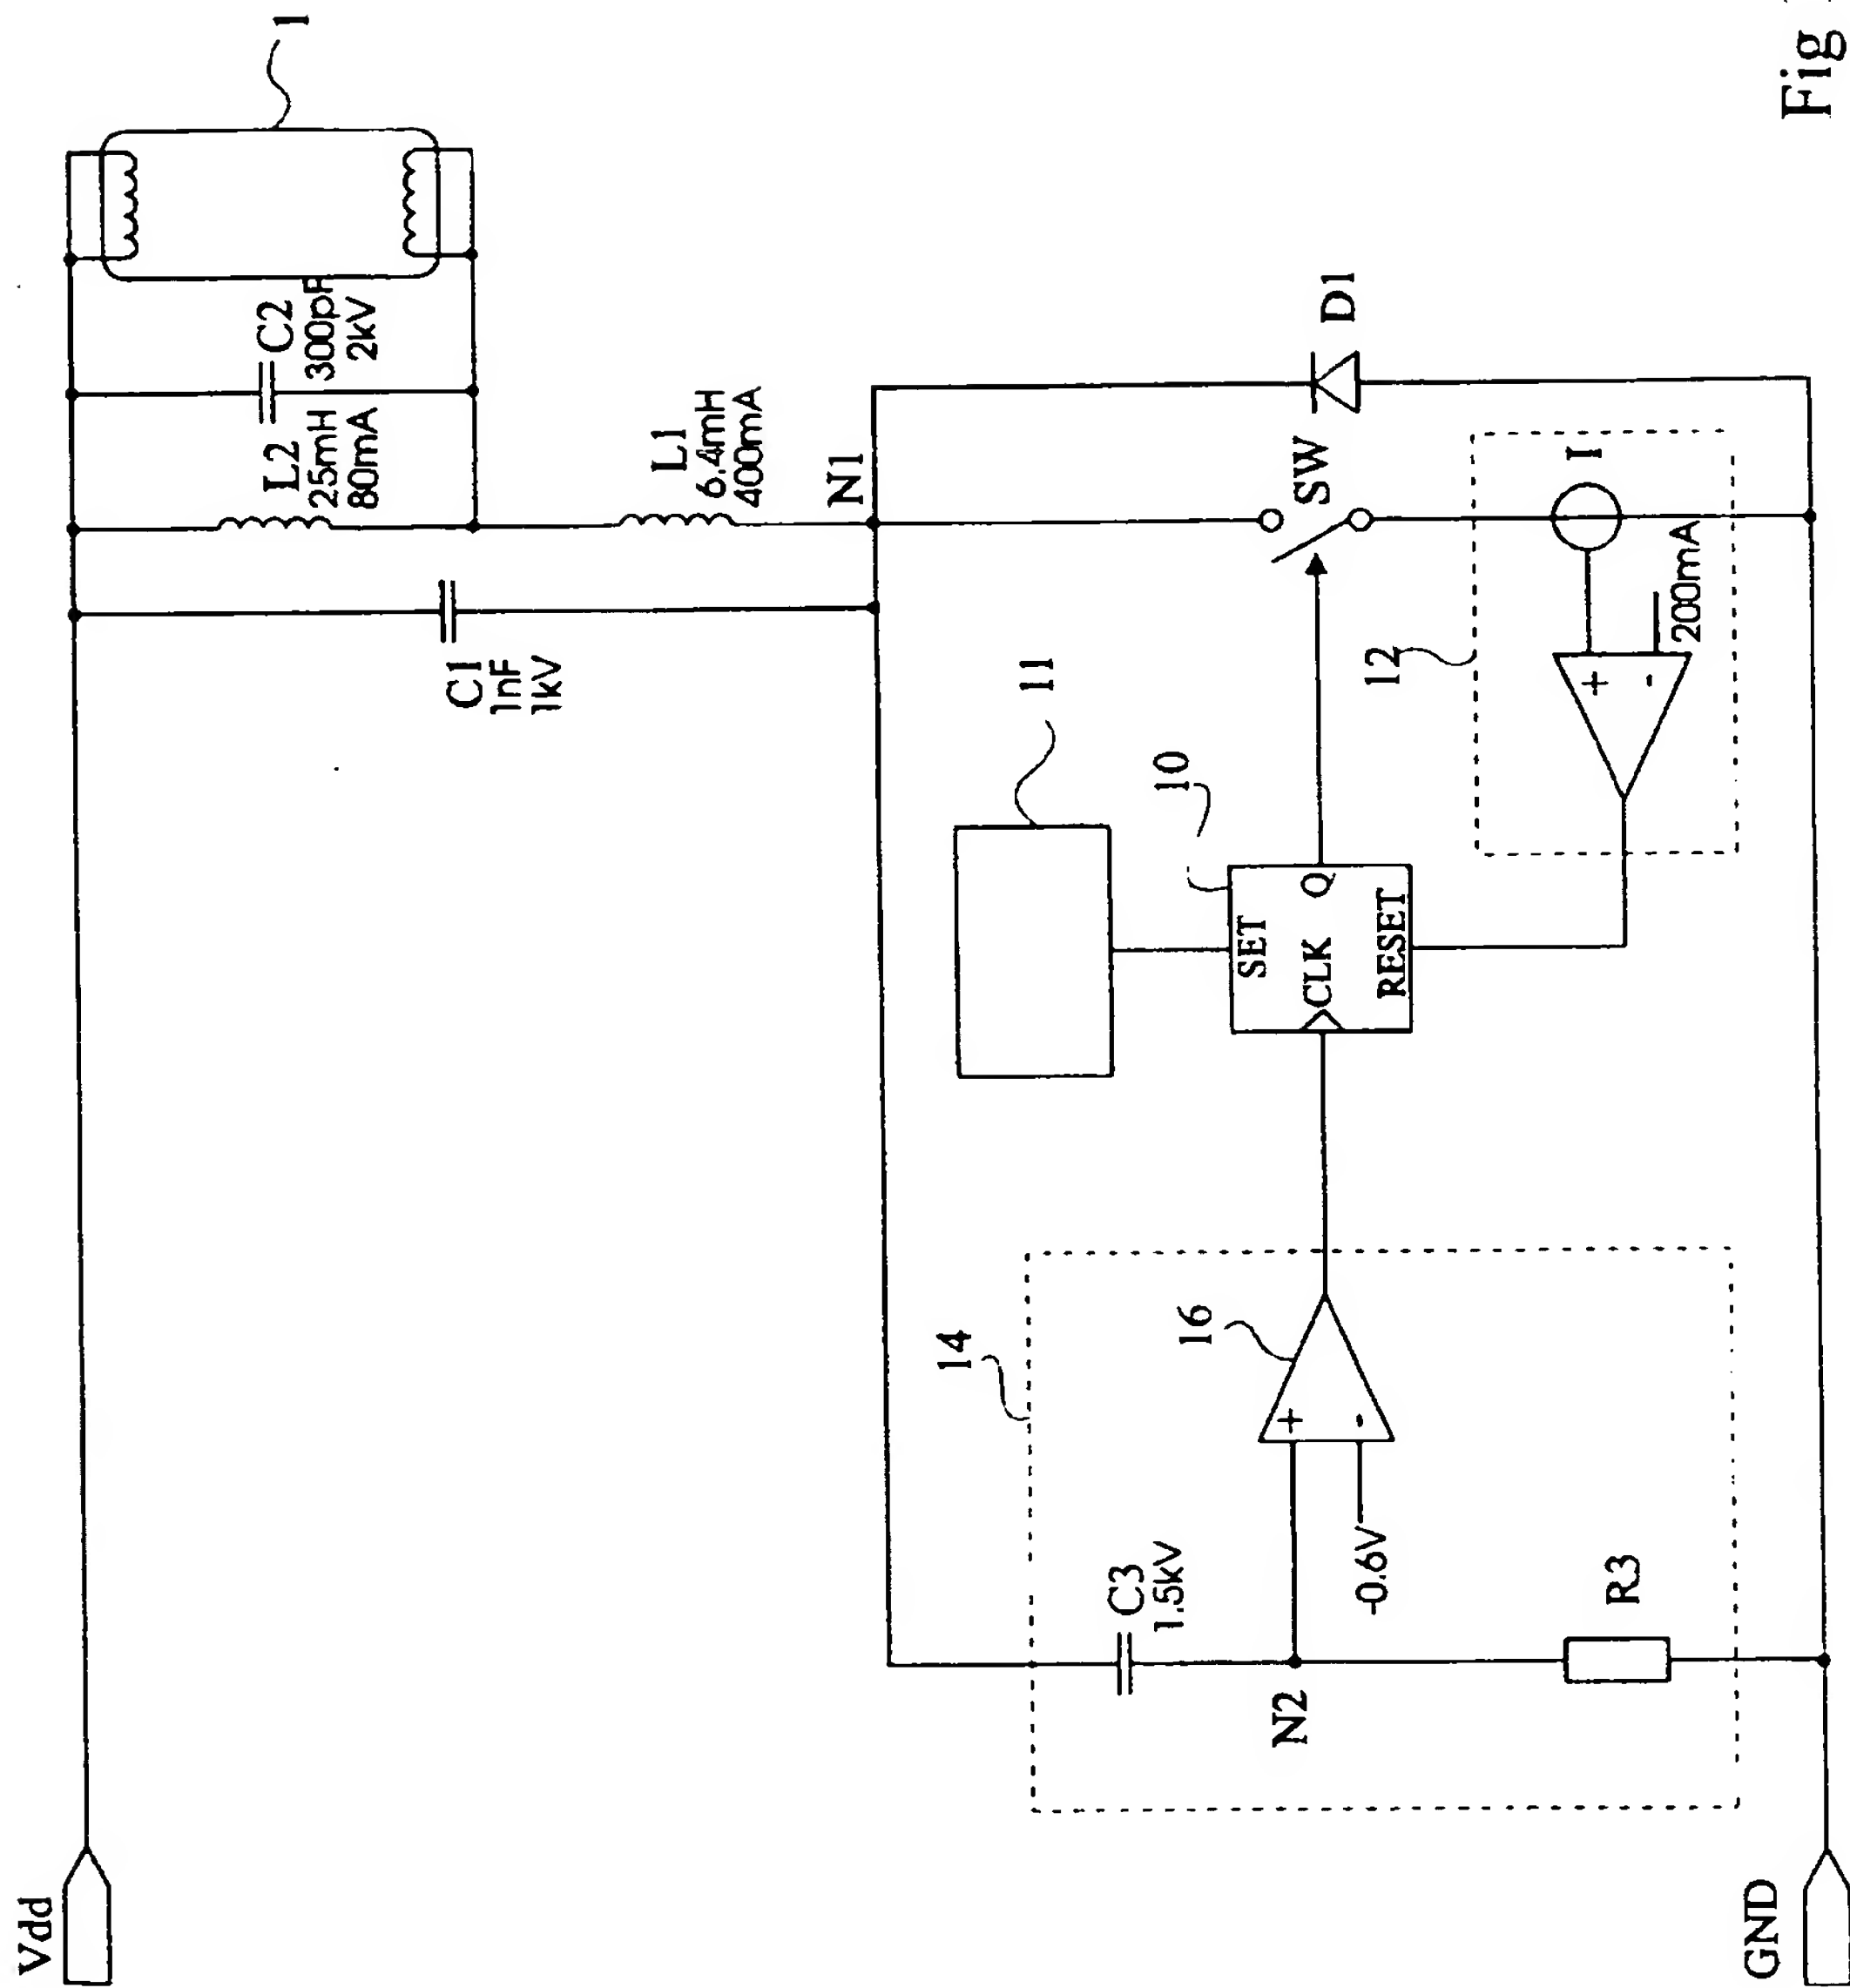 Vdd
1
C2
300pF
2kV
L2
25mH
80mA
L1
6.4mH
400mA
C1
1nF
1kV
N1
11
10
SET
CLK
Q
RESET
SW
D1
12
I
+
-
200mA
14
16
+
-
-0.6V
C3
1.5kV
N2
R3
GND
Fig